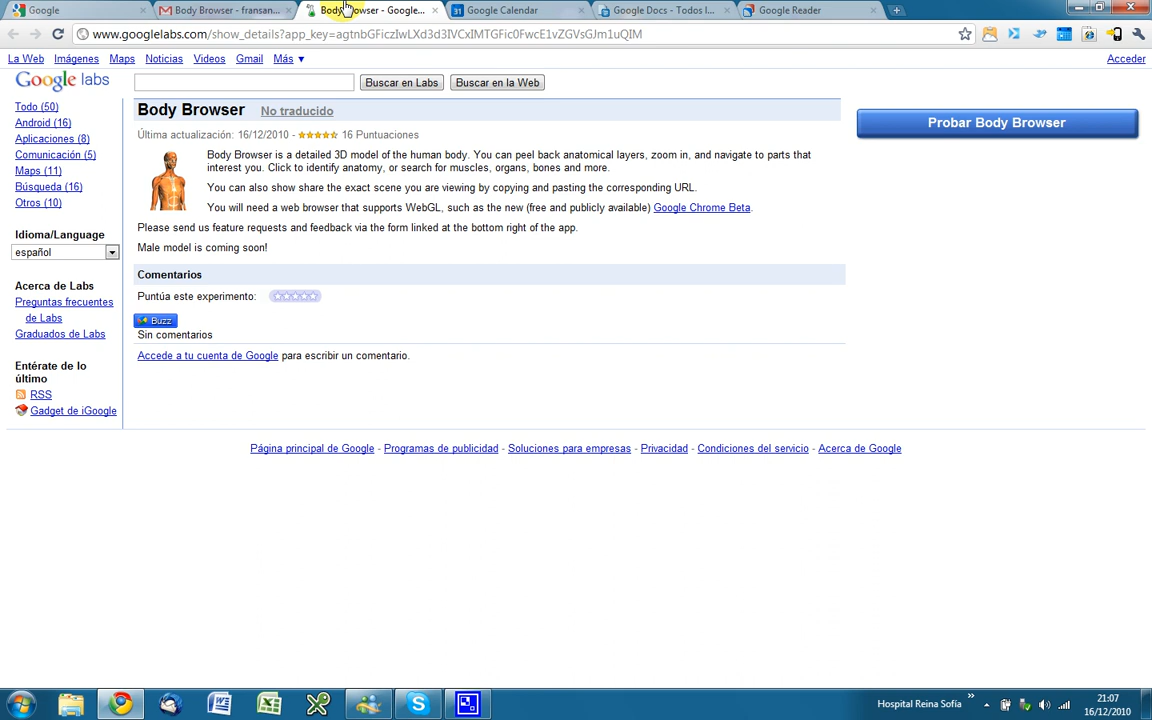 Google
Body Browser - fransan...
Body Browser - Google...
31 Google Calendar
Google Docs - Todos l...
Google Reader
www.googlelabs.com/show_details?app_key=agtnbGFiczIwLXd3d3IVCxIMTGFic0FwcE1vZGVsGJm1uQIM
La Web Imágenes Maps Noticias Videos Gmail Más ▼
Acceder
Google labs
Buscar en Labs
Buscar en la Web
Todo (50)
Android (16)
Aplicaciones (8)
Comunicación (5)
Maps (11)
Búsqueda (16)
Otros (10)
Idioma/Language
español
Acerca de Labs
Preguntas frecuentes
de Labs
Graduados de Labs
Entérate de lo
último
RSS
Gadget de iGoogle
Body Browser No traducido
Última actualización: 16/12/2010 - 16 Puntuaciones
Body Browser is a detailed 3D model of the human body. You can peel back anatomical layers, zoom in, and navigate to parts that
interest you. Click to identify anatomy, or search for muscles, organs, bones and more.
You can also show share the exact scene you are viewing by copying and pasting the corresponding URL.
You will need a web browser that supports WebGL, such as the new (free and publicly available) Google Chrome Beta.
Please send us feature requests and feedback via the form linked at the bottom right of the app.
Male model is coming soon!
Comentarios
Puntúa este experimento:
Buzz
Sin comentarios
Accede a tu cuenta de Google para escribir un comentario.
Probar Body Browser
Página principal de Google - Programas de publicidad - Soluciones para empresas - Privacidad - Condiciones del servicio - Acerca de Google
Hospital Reina Sofía
21:07
16/12/2010